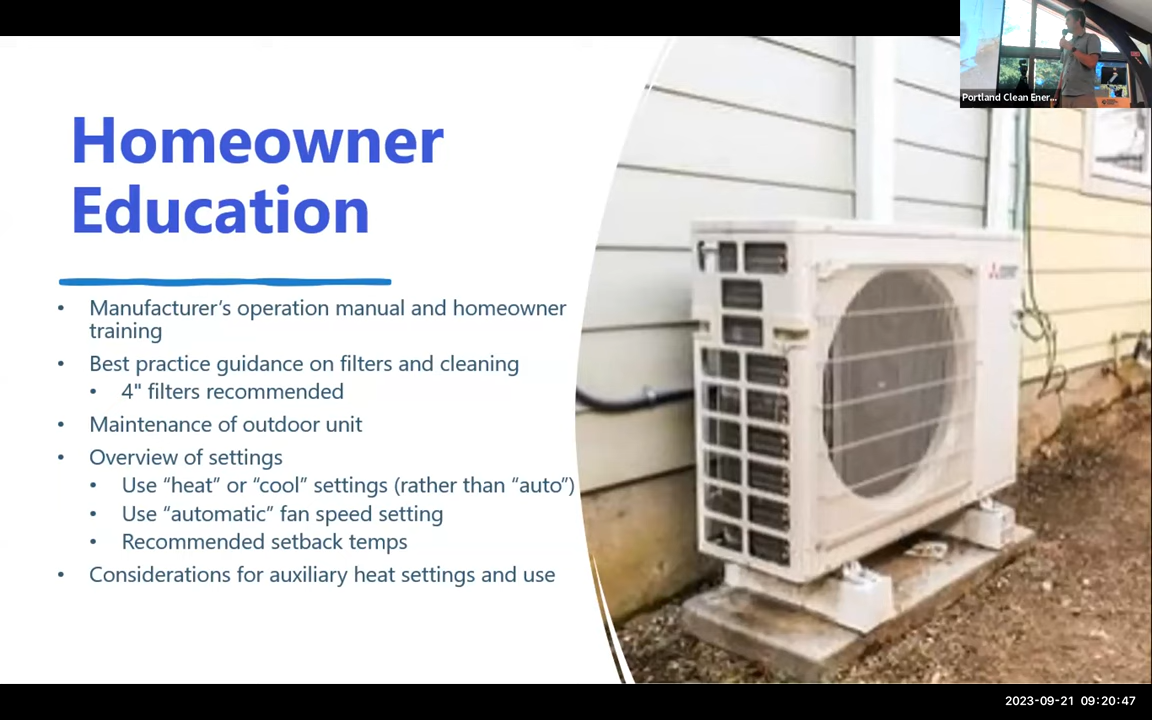 Portland Clean Ener...
Homeowner
Education
• Manufacturer's operation manual and homeowner
training
• Best practice guidance on filters and cleaning
• 4" filters recommended
• Maintenance of outdoor unit
• Overview of settings
• Use “heat” or “cool” settings (rather than “auto”)
• Use “automatic” fan speed setting
• Recommended setback temps
• Considerations for auxiliary heat settings and use
2023-09-21 09:20:47